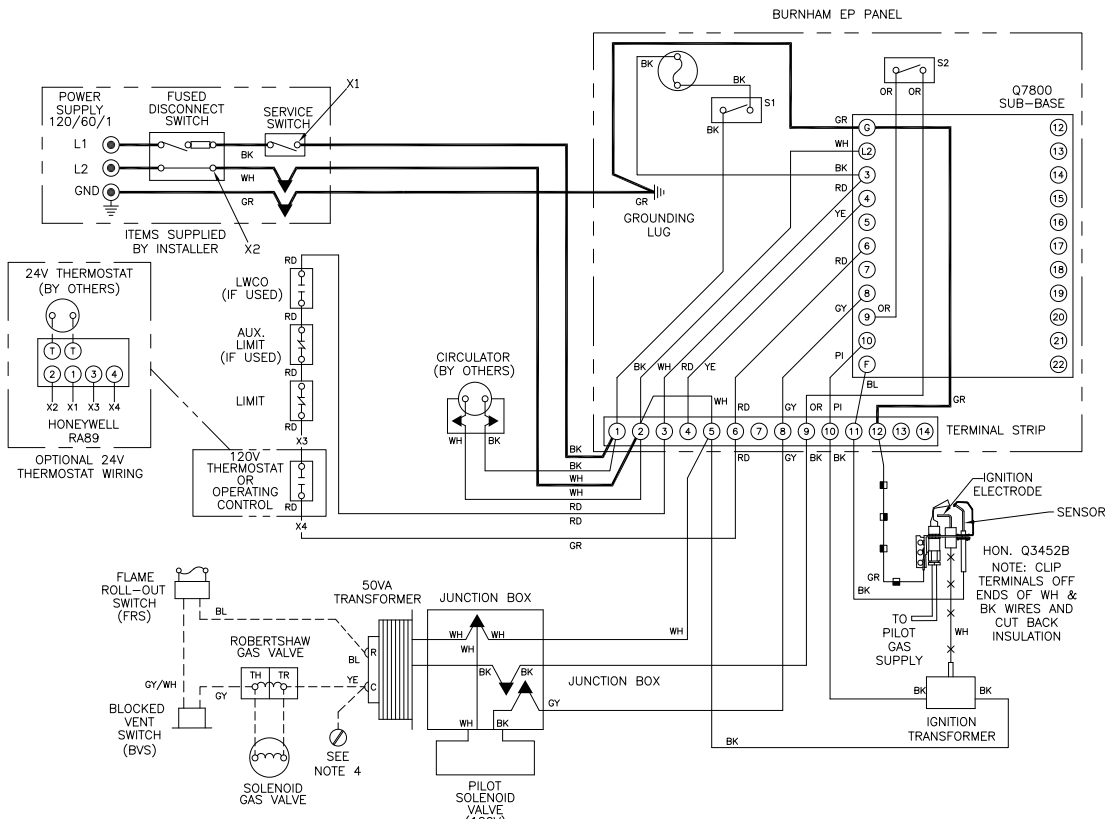 BURNHAM EP PANEL
POWER
SUPPLY
120/60/1
FUSED
DISCONNECT
SWITCH
SERVICE
SWITCH
X1
L1
L2
GND
BK
WH
GR
ITEMS SUPPLIED
BY INSTALLER
X2
BK
BK
S1
BK
S2
OR
OR
Q7800
SUB-BASE
GR
WH
BK
RD
YE
RD
GY
OR
PI
BL
GR
G
L2
3
4
5
6
7
8
9
10
F
12
13
14
15
16
17
18
19
20
21
22
GR
GROUNDING
LUG
24V THERMOSTAT
(BY OTHERS)
T
T
2
1
3
4
X2
X1
X3
X4
HONEYWELL
RA89
OPTIONAL 24V
THERMOSTAT WIRING
RD
LWCO
(IF USED)
RD
AUX.
LIMIT
(IF USED)
RD
LIMIT
RD
X3
120V
THERMOSTAT
OR
OPERATING
CONTROL
RD
X4
CIRCULATOR
(BY OTHERS)
WH
BK
BK
WH
RD
YE
WH
RD
GY
OR
PI
1
2
3
4
5
6
7
8
9
10
11
12
13
14
TERMINAL STRIP
BK
BK
WH
WH
RD
RD
GR
RD
GY
BK
BK
IGNITION
ELECTRODE
SENSOR
HON. Q3452B
NOTE: CLIP
TERMINALS OFF
ENDS OF WH &
BK WIRES AND
CUT BACK
INSULATION
GR
BK
TO
PILOT
GAS
SUPPLY
WH
BK
BK
IGNITION
TRANSFORMER
FLAME
ROLL-OUT
SWITCH
(FRS)
BL
50VA
TRANSFORMER
JUNCTION BOX
ROBERTSHAW
GAS VALVE
TH
TR
BL
R
YE
C
GY/WH
GY
BLOCKED
VENT
SWITCH
(BVS)
SOLENOID
GAS VALVE
SEE
NOTE 4
WH
WH
WH
WH
BK
BK
JUNCTION BOX
GY
WH
BK
BK
PILOT
SOLENOID
VALVE